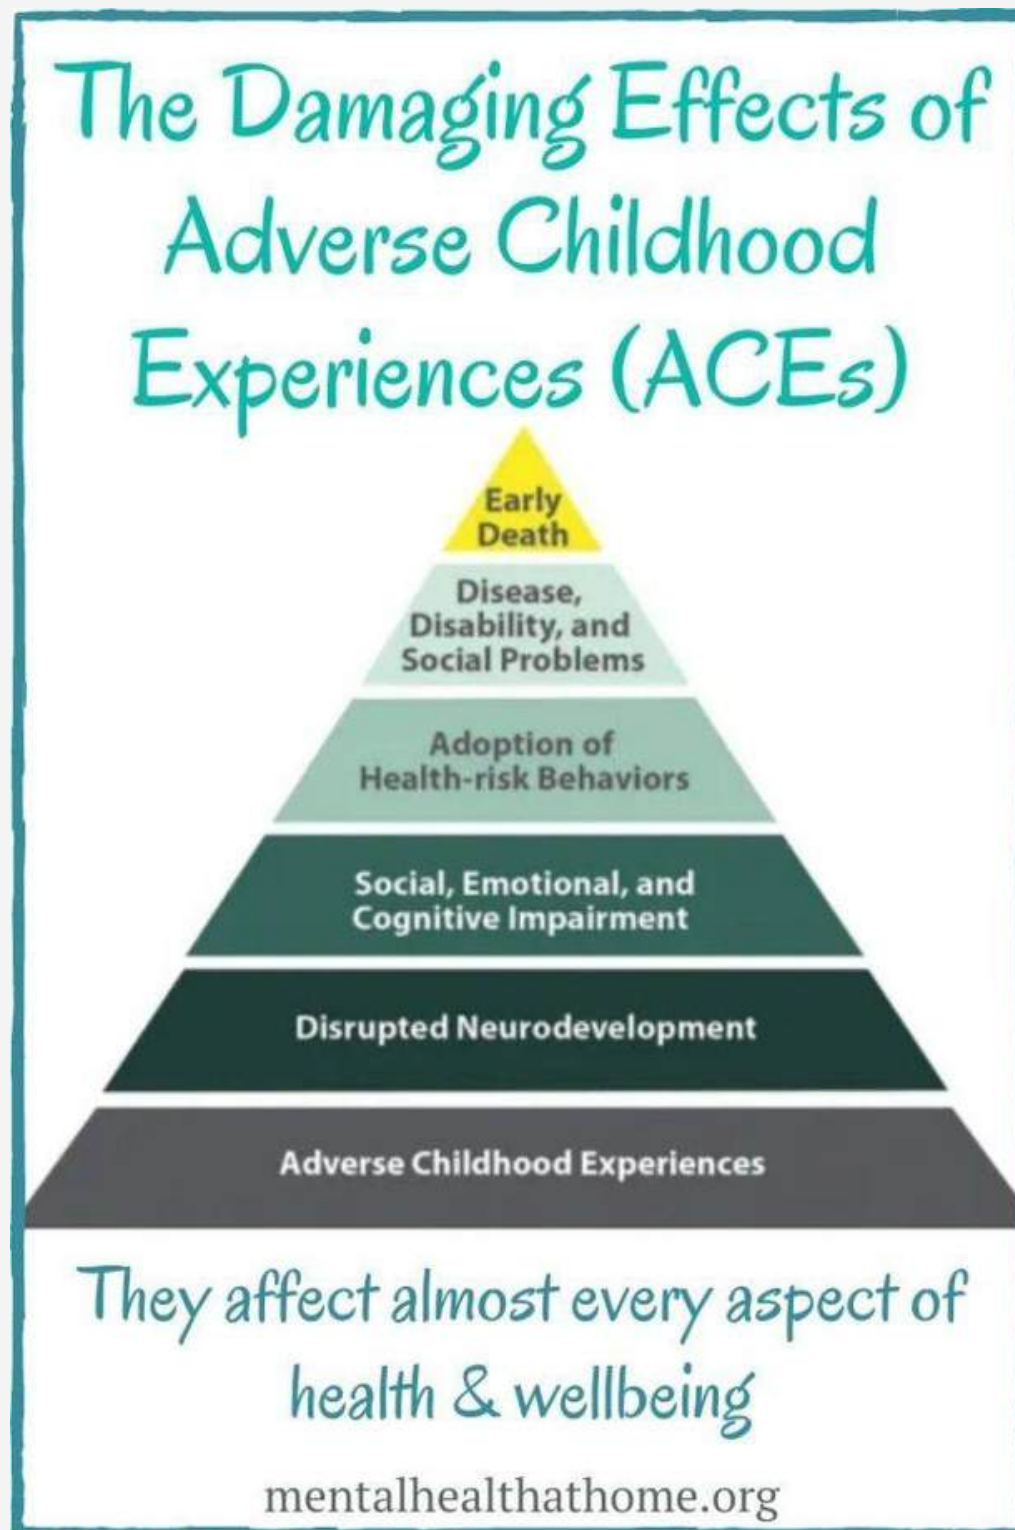 The Damaging Effects of
Adverse Childhood
Experiences (ACEs)
Early
Death
Disease,
Disability, and
Social Problems
Adoption of
Health-risk Behaviors
Social, Emotional, and
Cognitive Impairment
Disrupted Neurodevelopment
Adverse Childhood Experiences
They affect almost every aspect of
health & wellbeing
mentalhealthathome.org